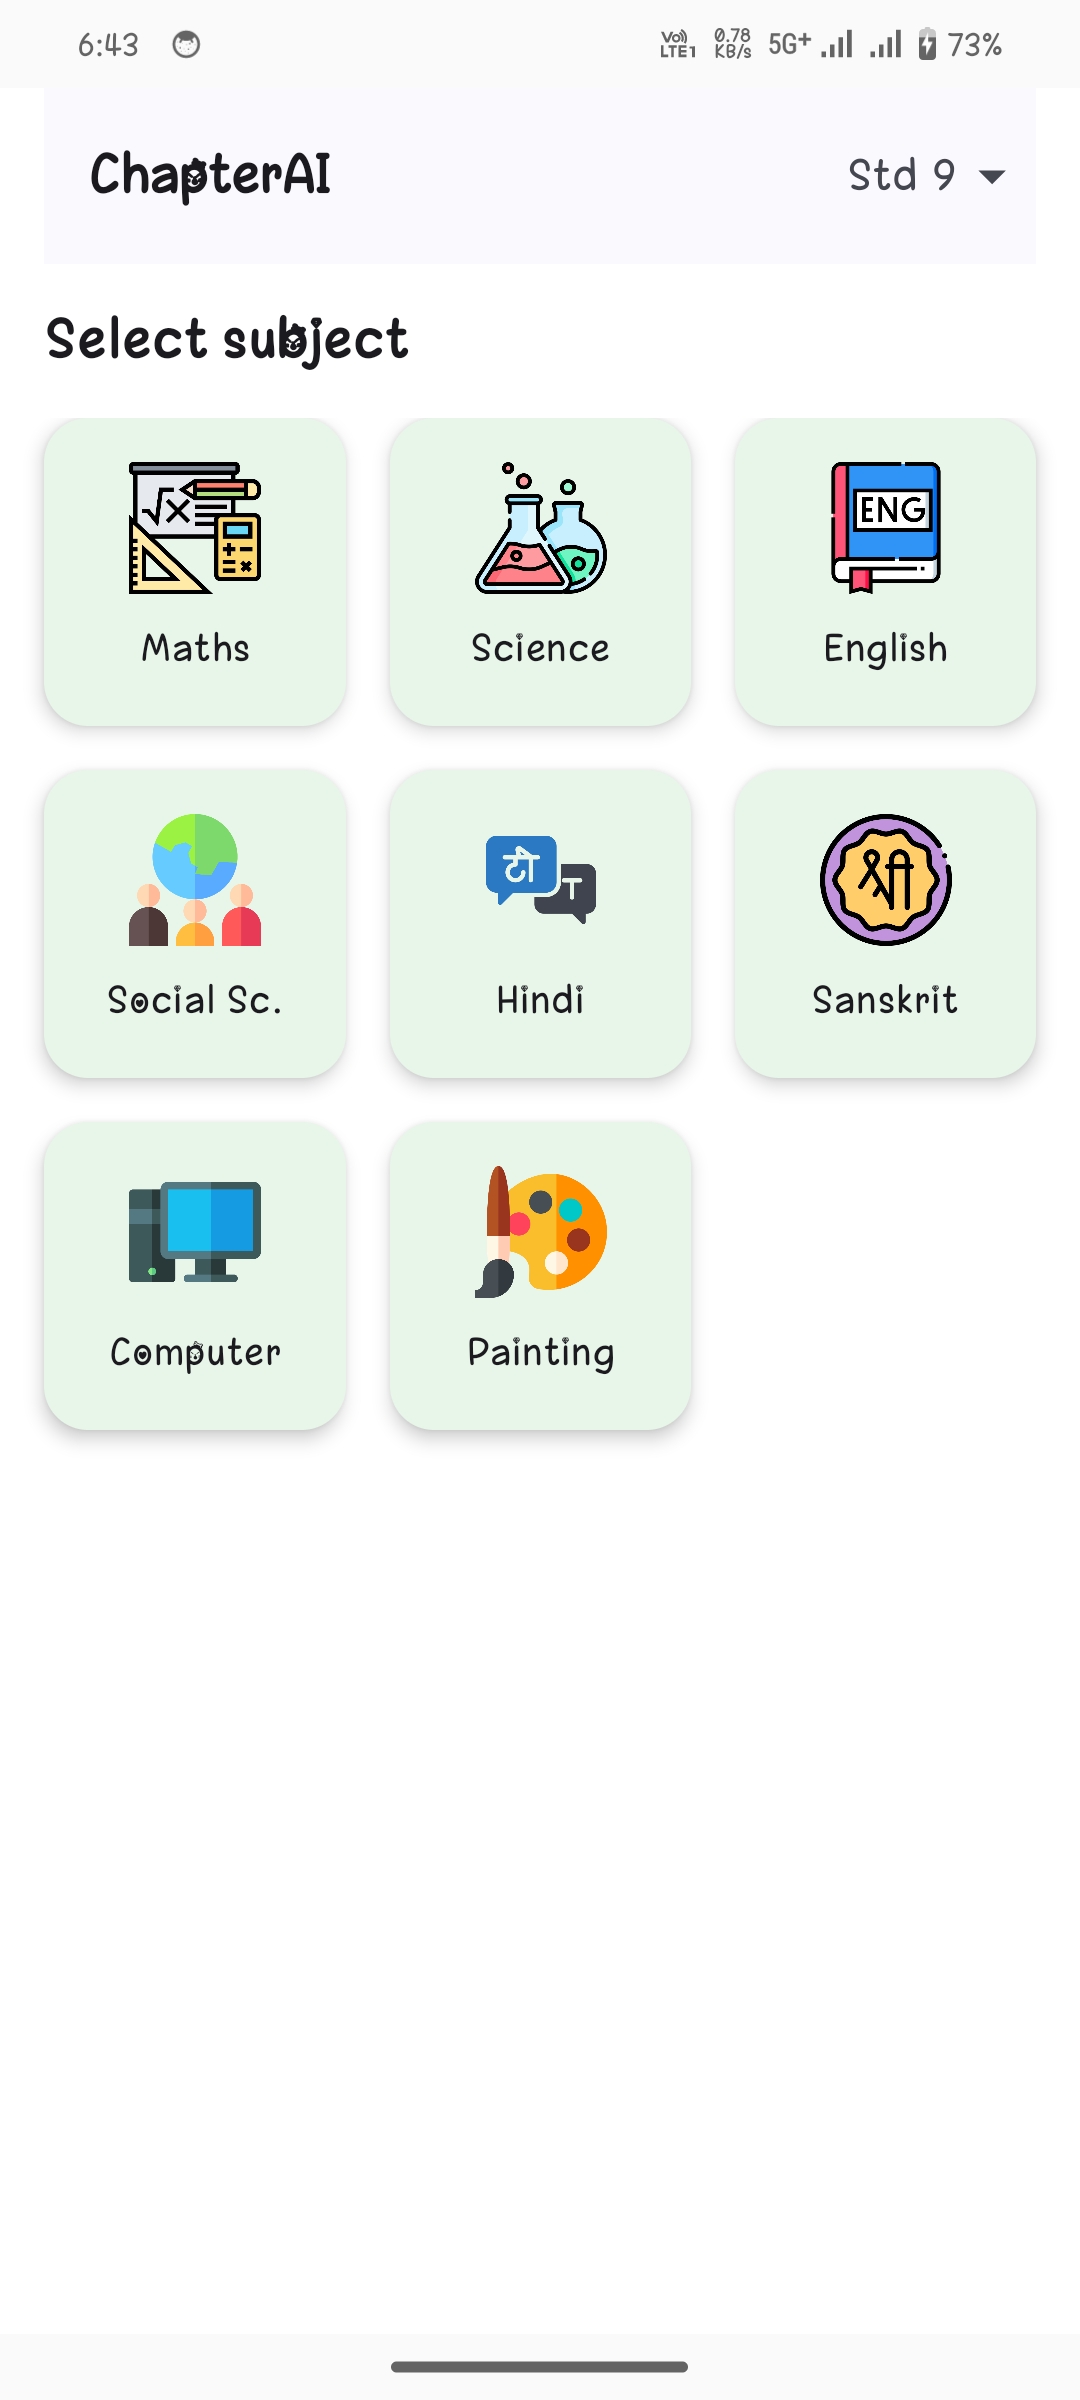 6:43 Vo)) LTE1 0.78 KB/s 5G+ 73%
ChapterAI Std 9
Select subject
ENG
Maths Science English
टी T श्री
Social Sc. Hindi Sanskrit
Computer Painting